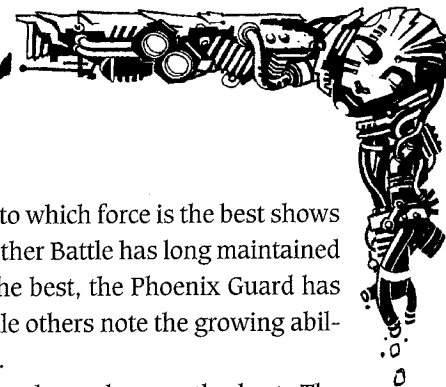 to which force is the best shows
ther Battle has long maintained
he best, the Phoenix Guard has
le others note the growing abil-
.